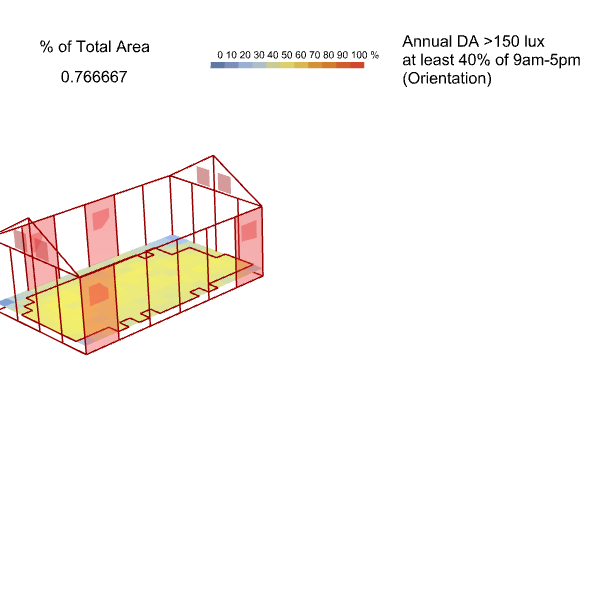 % of Total Area
0.766667
0 10 20 30 40 50 60 70 80 90 100 %
Annual DA >150 lux
at least 40% of 9am-5pm
(Orientation)